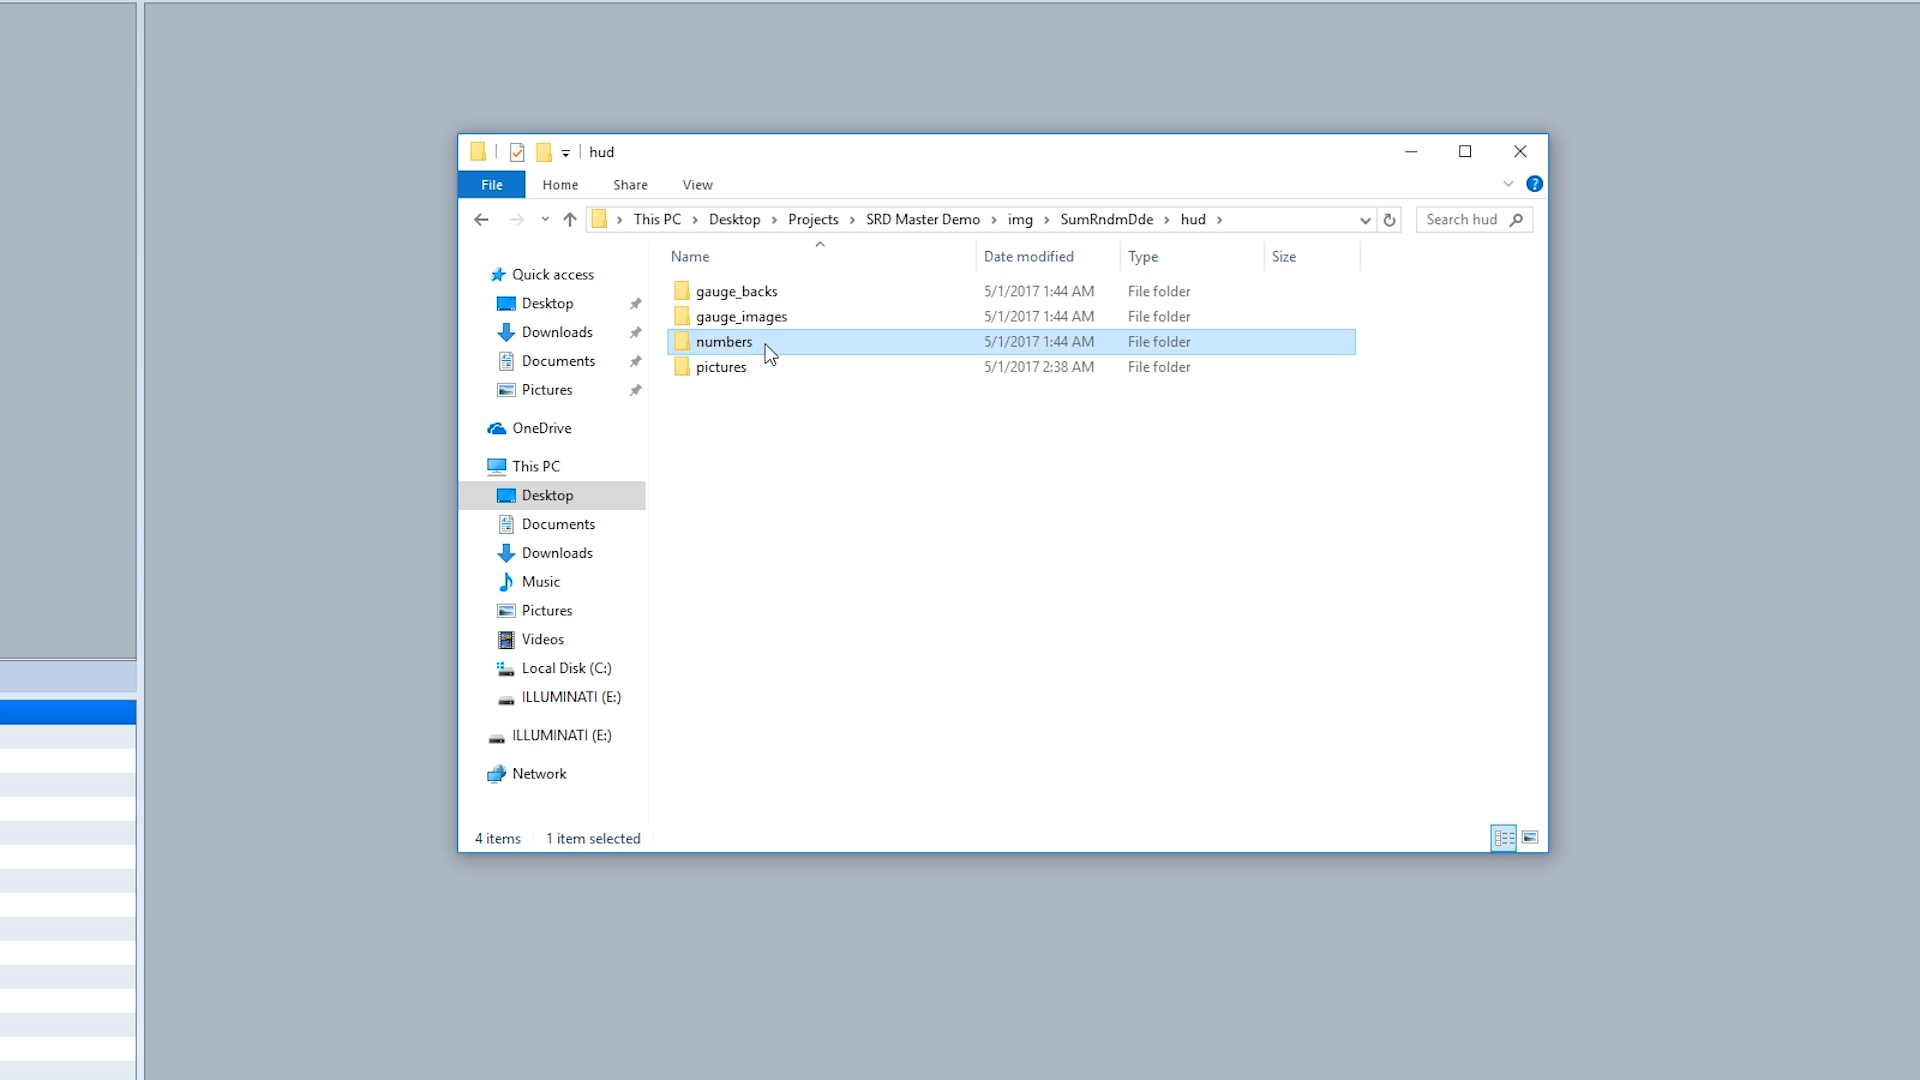 hud
File Home Share View
This PC Desktop Projects SRD Master Demo img SumRndmDde hud
Search hud
Name Date modified Type Size
gauge_backs 5/1/2017 1:44 AM File folder
gauge_images 5/1/2017 1:44 AM File folder
numbers 5/1/2017 1:44 AM File folder
pictures 5/1/2017 2:38 AM File folder
Quick access
Desktop
Downloads
Documents
Pictures
OneDrive
This PC
Desktop
Documents
Downloads
Music
Pictures
Videos
Local Disk (C:)
ILLUMINATI (E:)
ILLUMINATI (E:)
Network
4 items 1 item selected